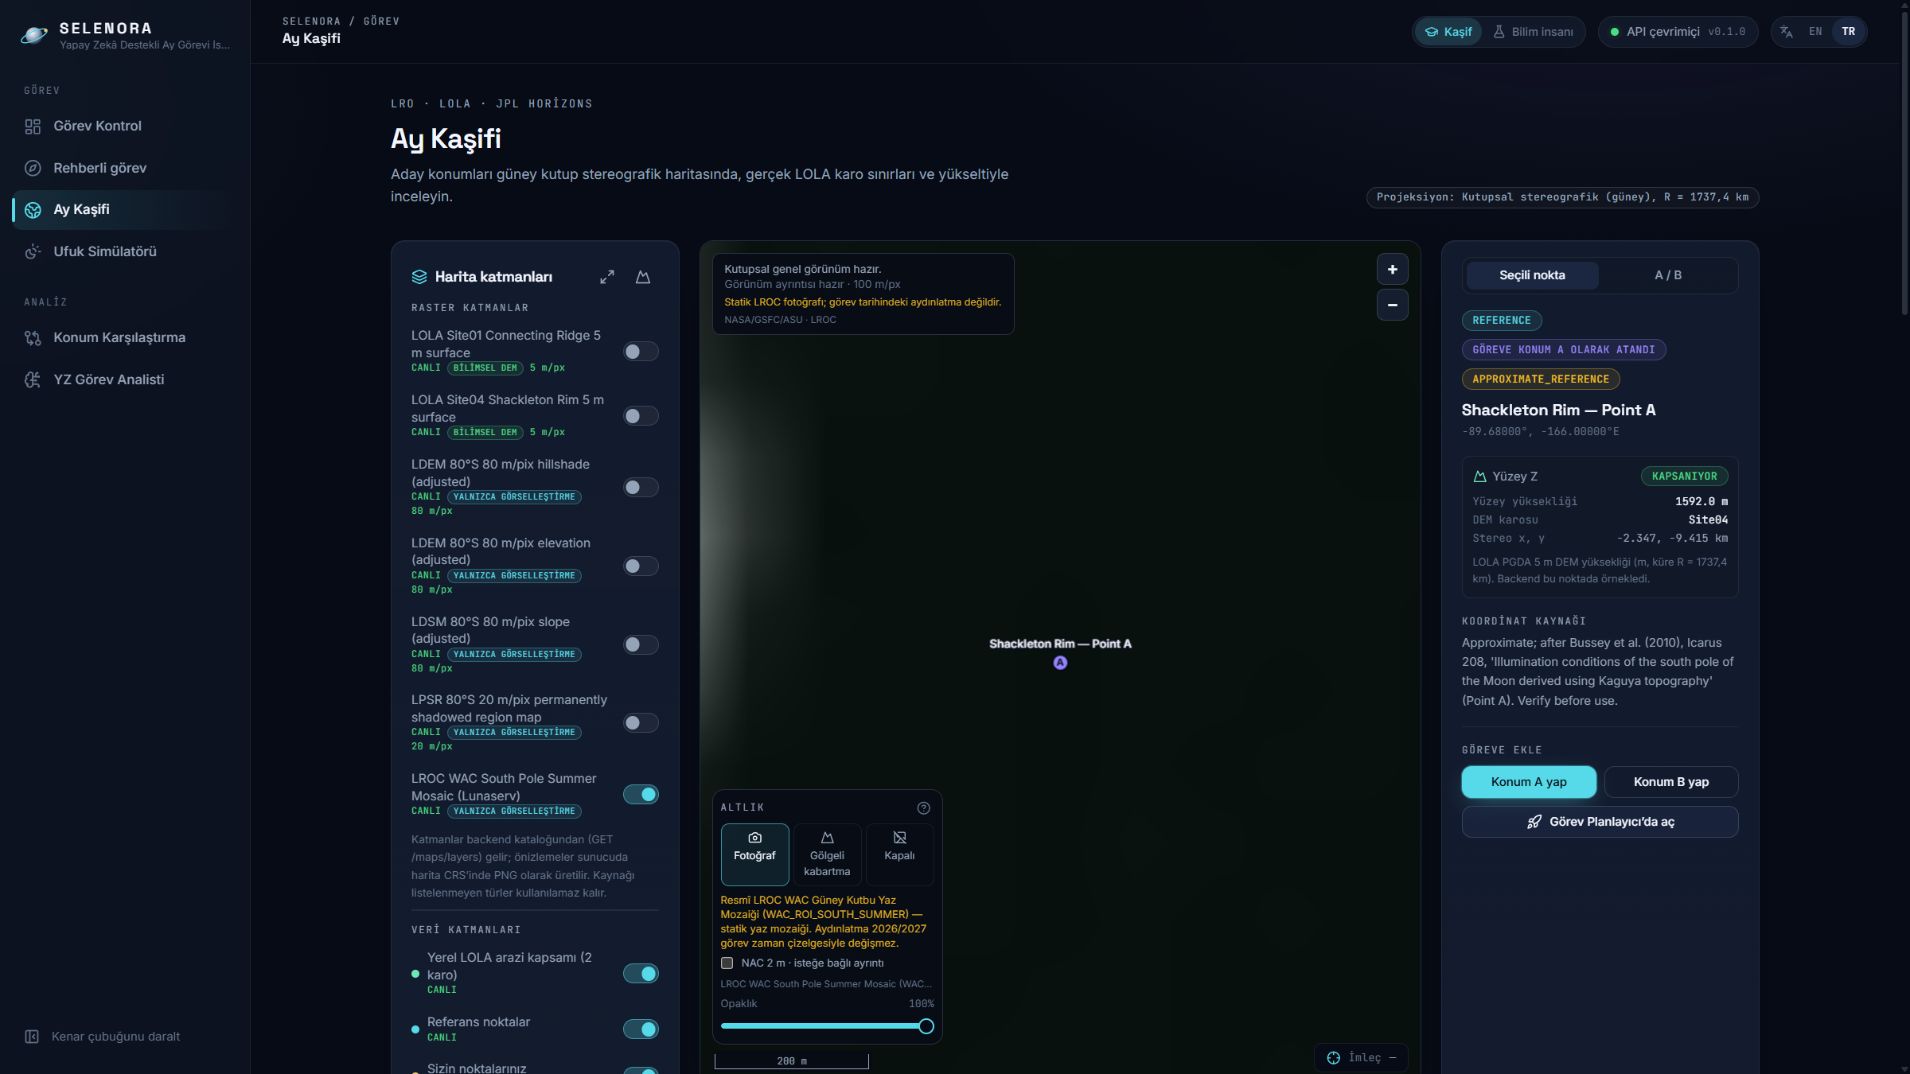 SELENORA
Yapay Zekâ Destekli Ay Görevi İs...
GÖREV
Görev Kontrol
Rehberli görev
Ay Kaşifi
Ufuk Simülatörü
ANALİZ
Konum Karşılaştırma
YZ Görev Analisti
Kenar çubuğunu daralt
SELENORA / GÖREV
Ay Kaşifi
Kaşif
Bilim insanı
API çevrimiçi v0.1.0
EN
TR
LRO · LOLA · JPL HORİZONS
Ay Kaşifi
Aday konumları güney kutup stereografik haritasında, gerçek LOLA karo sınırları ve yükseltiyle
inceleyin.
Projeksiyon: Kutupsal stereografik (güney), R = 1737,4 km
Harita katmanları
RASTER KATMANLAR
LOLA Site01 Connecting Ridge 5
m surface
CANLI BİLİMSEL DEM 5 m/px
LOLA Site04 Shackleton Rim 5 m
surface
CANLI BİLİMSEL DEM 5 m/px
LDEM 80°S 80 m/pix hillshade
(adjusted)
CANLI YALNIZCA GÖRSELLEŞTİRME
80 m/px
LDEM 80°S 80 m/pix elevation
(adjusted)
CANLI YALNIZCA GÖRSELLEŞTİRME
80 m/px
LDSM 80°S 80 m/pix slope
(adjusted)
CANLI YALNIZCA GÖRSELLEŞTİRME
80 m/px
LPSR 80°S 20 m/pix permanently
shadowed region map
CANLI YALNIZCA GÖRSELLEŞTİRME
20 m/px
LROC WAC South Pole Summer
Mosaic (Lunaserv)
CANLI YALNIZCA GÖRSELLEŞTİRME
Katmanlar backend kataloğundan (GET
/maps/layers) gelir; önizlemeler sunucuda
harita CRS'inde PNG olarak üretilir. Kaynağı
listelenmeyen türler kullanılamaz kalır.
VERİ KATMANLARI
Yerel LOLA arazi kapsamı (2
karo)
CANLI
Referans noktalar
CANLI
Sizin noktalarınız
Kutupsal genel görünüm hazır.
Görünüm ayrıntısı hazır · 100 m/px
Statik LROC fotoğrafı; görev tarihindeki aydınlatma değildir.
NASA/GSFC/ASU · LROC
+
−
Shackleton Rim — Point A
A
ALTLIK
Fotoğraf
Gölgeli
kabartma
Kapalı
Resmî LROC WAC Güney Kutbu Yaz
Mozaiği (WAC_ROI_SOUTH_SUMMER) —
statik yaz mozaiği. Aydınlatma 2026/2027
görev zaman çizelgesiyle değişmez.
NAC 2 m · isteğe bağlı ayrıntı
LROC WAC South Pole Summer Mosaic (WAC...
Opaklık 100%
200 m
İmleç —
Seçili nokta
A / B
REFERENCE
GÖREVE KONUM A OLARAK ATANDI
APPROXIMATE_REFERENCE
Shackleton Rim — Point A
-89.68000°, -166.00000°E
Yüzey Z KAPSANIYOR
Yüzey yüksekliği 1592.0 m
DEM karosu Site04
Stereo x, y -2.347, -9.415 km
LOLA PGDA 5 m DEM yüksekliği (m, küre R = 1737,4
km). Backend bu noktada örnekledi.
KOORDİNAT KAYNAĞI
Approximate; after Bussey et al. (2010), Icarus
208, 'Illumination conditions of the south pole of
the Moon derived using Kaguya topography'
(Point A). Verify before use.
GÖREVE EKLE
Konum A yap
Konum B yap
Görev Planlayıcı'da aç